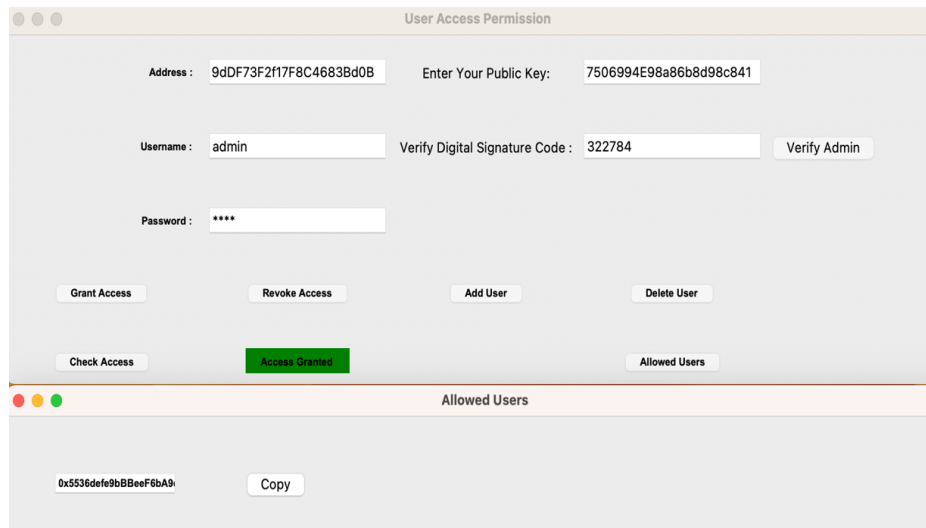 User Access Permission
Address : 9dDF73F2f17F8C4683Bd0B Enter Your Public Key: 7506994E98a86b8d98c841
Username : admin Verify Digital Signature Code : 322784 Verify Admin
Password : ****
Grant Access Revoke Access Add User Delete User
Check Access Access Granted Allowed Users
Allowed Users
0x5536defe9bBBeeF6bA9 Copy